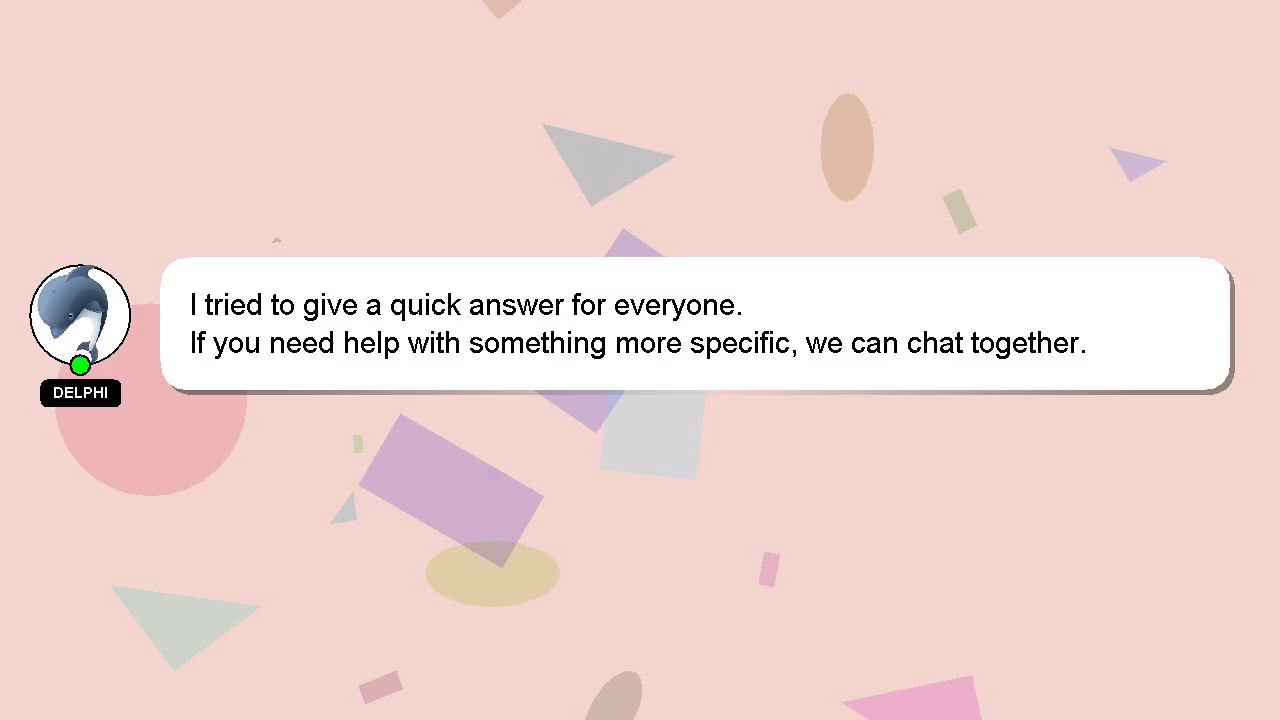 I tried to give a quick answer for everyone.
If you need help with something more specific, we can chat together.
DELPHI